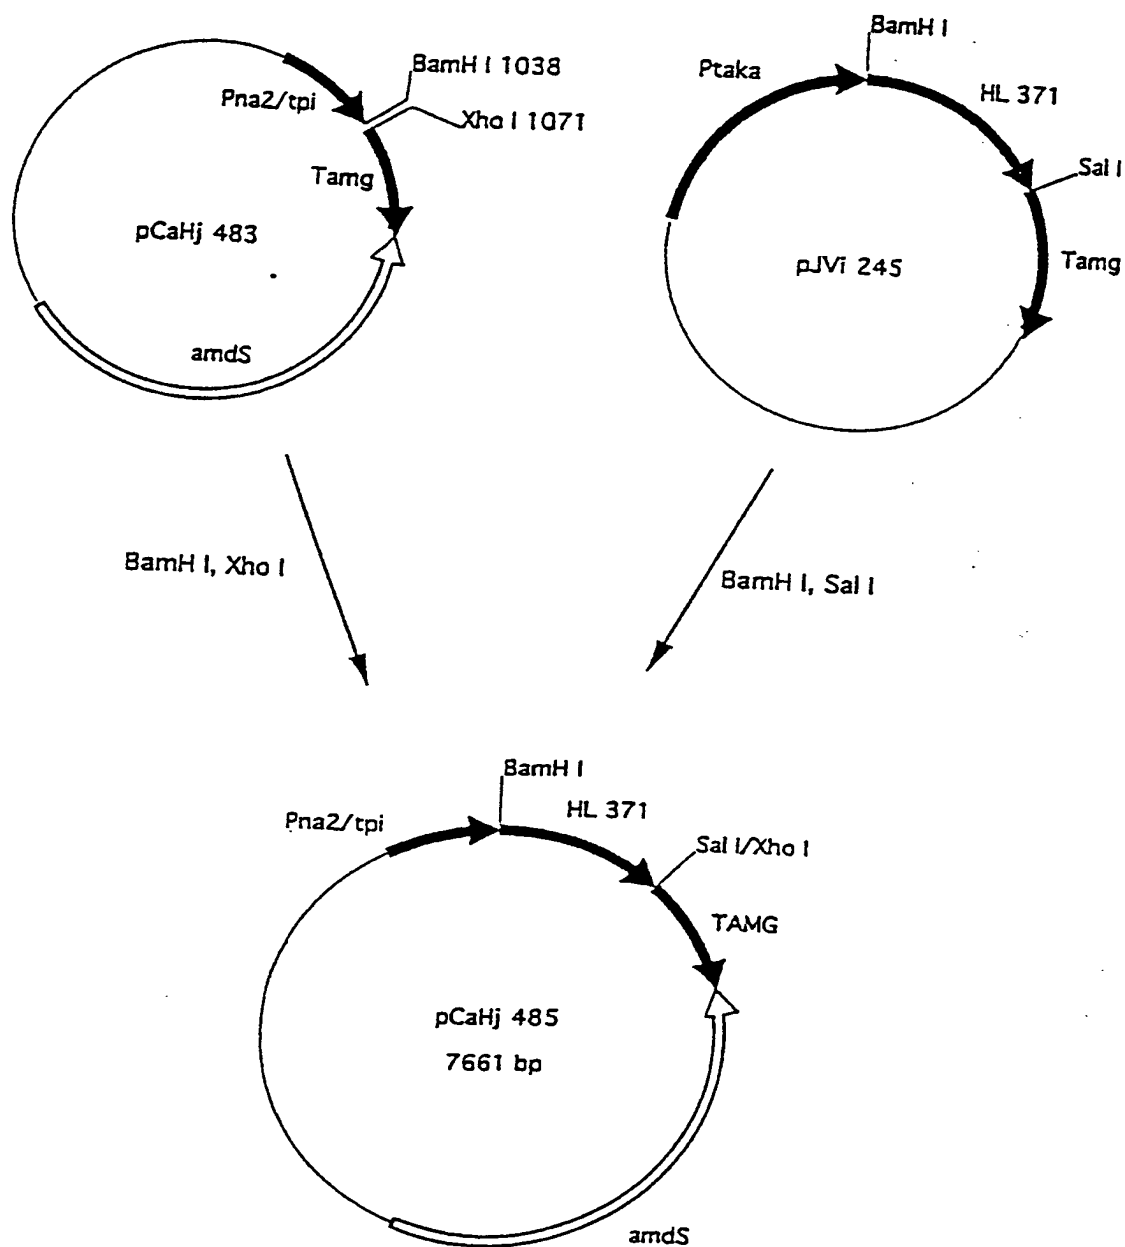 BamH I 1038
Pna2/tpi
Xho I 1071
Tamg
pCaHj 483
amdS
BamH I
Ptaka
HL 371
Sal I
pJVi 245
Tamg
BamH I, Xho I
BamH I, Sal I
BamH I
HL 371
Pna2/tpi
Sal I/Xho I
TAMG
pCaHj 485
7661 bp
amdS